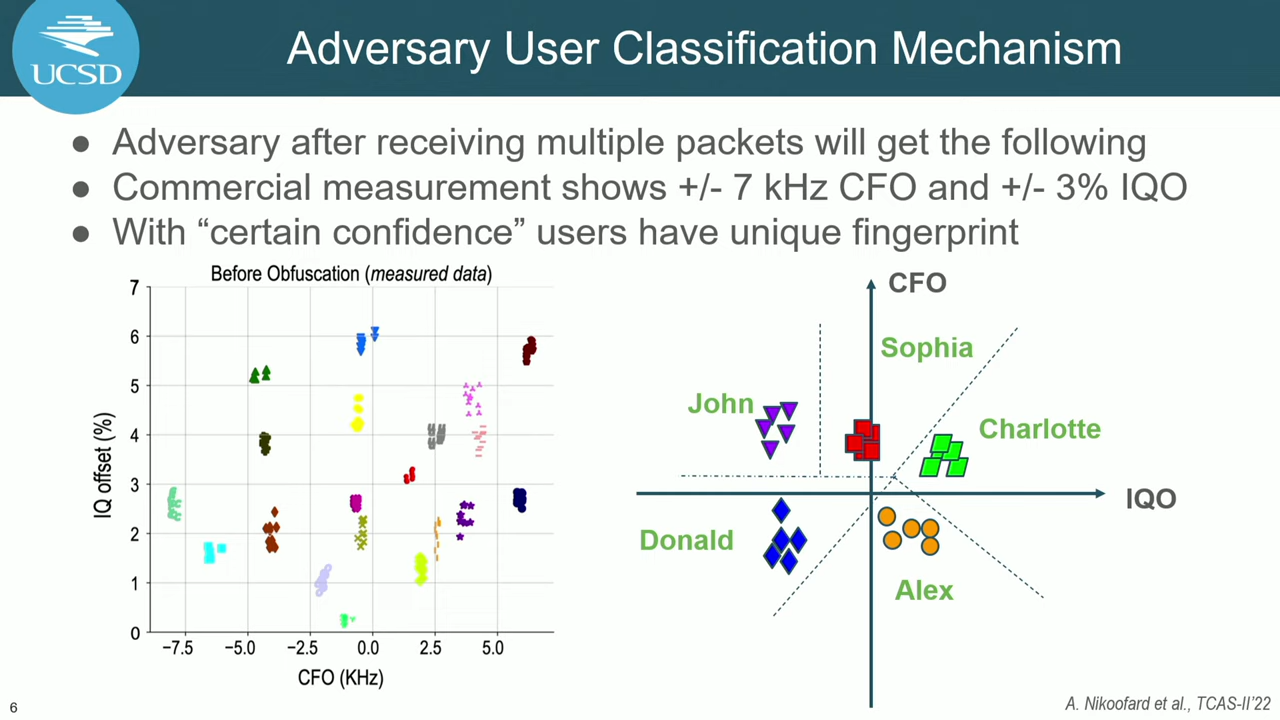 UCSD
Adversary User Classification Mechanism
● Adversary after receiving multiple packets will get the following
● Commercial measurement shows +/- 7 kHz CFO and +/- 3% IQO
● With “certain confidence” users have unique fingerprint
Before Obfuscation (measured data)
7
6
5
4
3
2
1
0
IQ offset (%)
−7.5 −5.0 −2.5 0.0 2.5 5.0
CFO (KHz)
CFO
Sophia
John
Charlotte
IQO
Donald
Alex
6
A. Nikoofard et al., TCAS-II’22